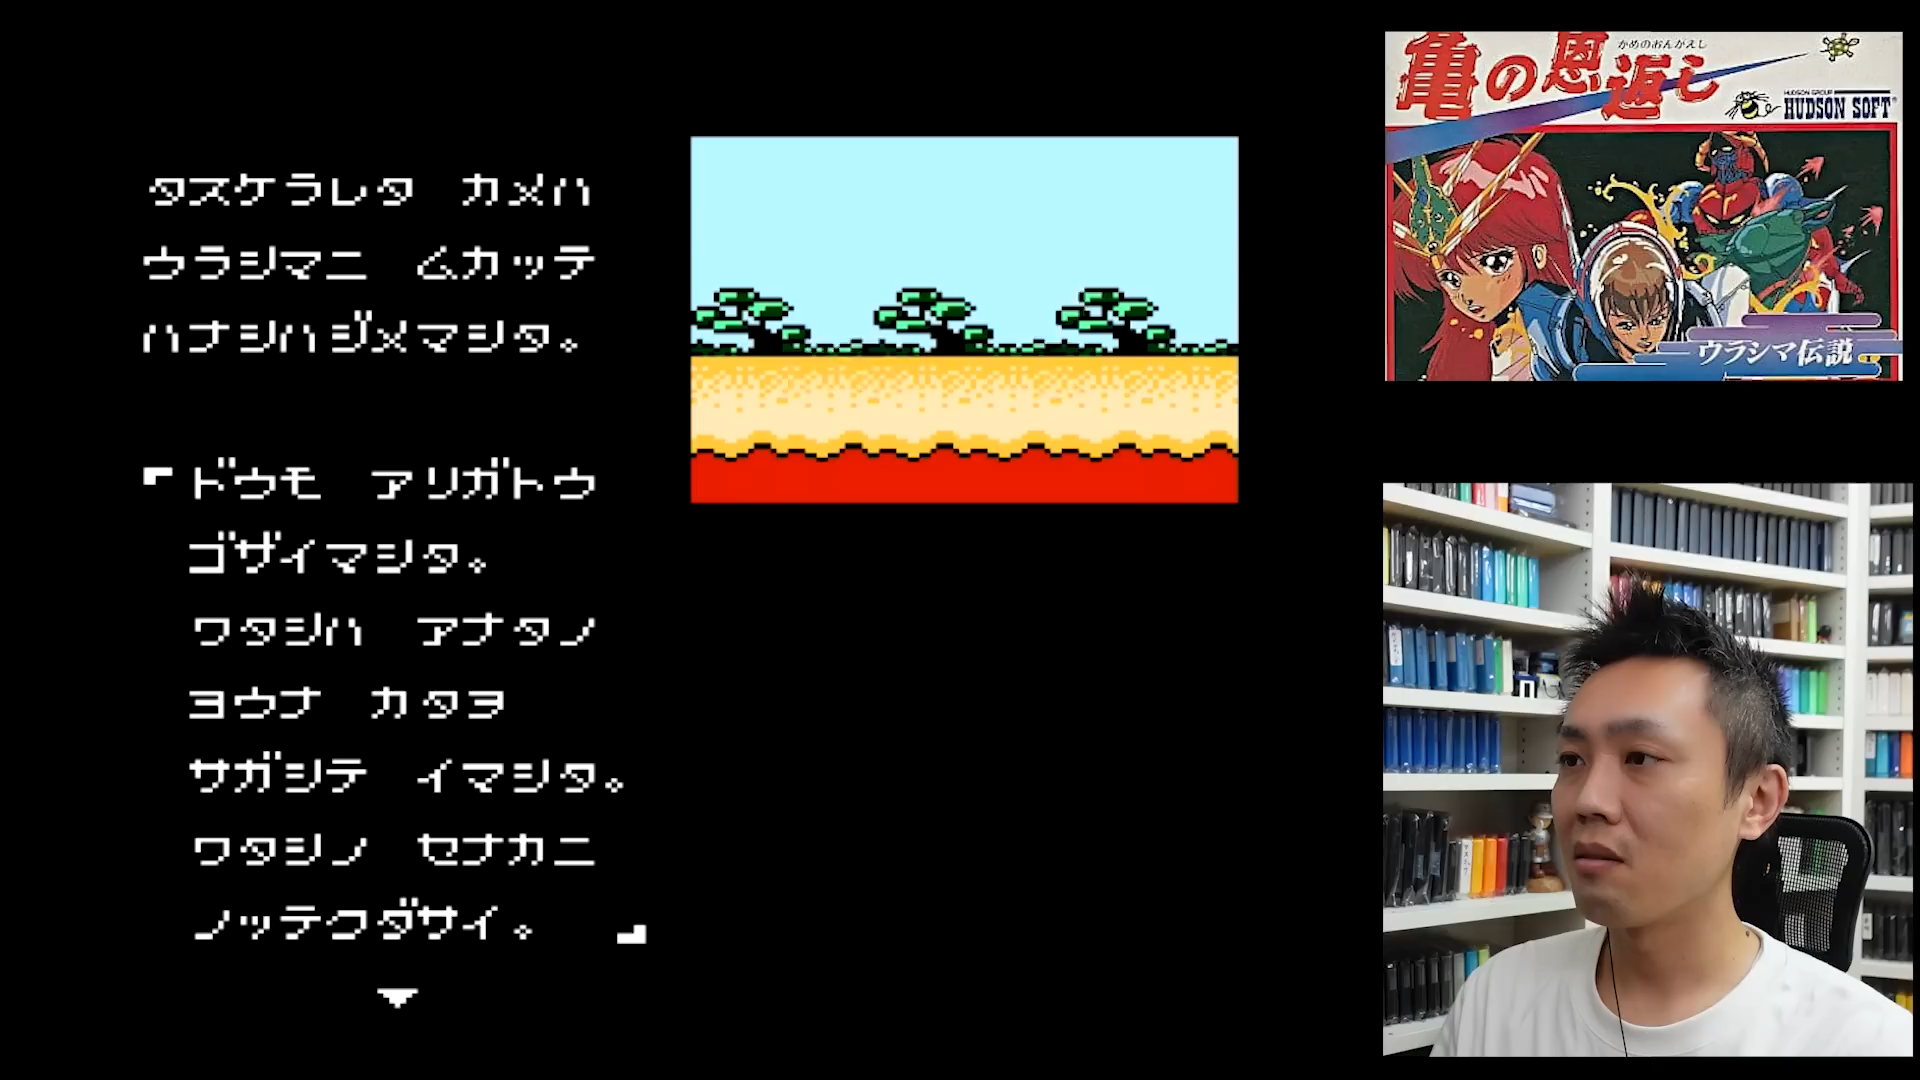 タスケラレタ カメハ
ウラシマニ ムカッテ
ハナシハジメマシタ。
「ドウモ アリガトウ
ゴザイマシタ。
ワタシハ アナタノ
ヨウナ カタヲ
サガシテ イマシタ。
ワタシノ セナカニ
ノッテクダサイ。 」
かめのおんがえし
亀の恩返し
HUDSON GROUP
HUDSON SOFT
ウラシマ伝説